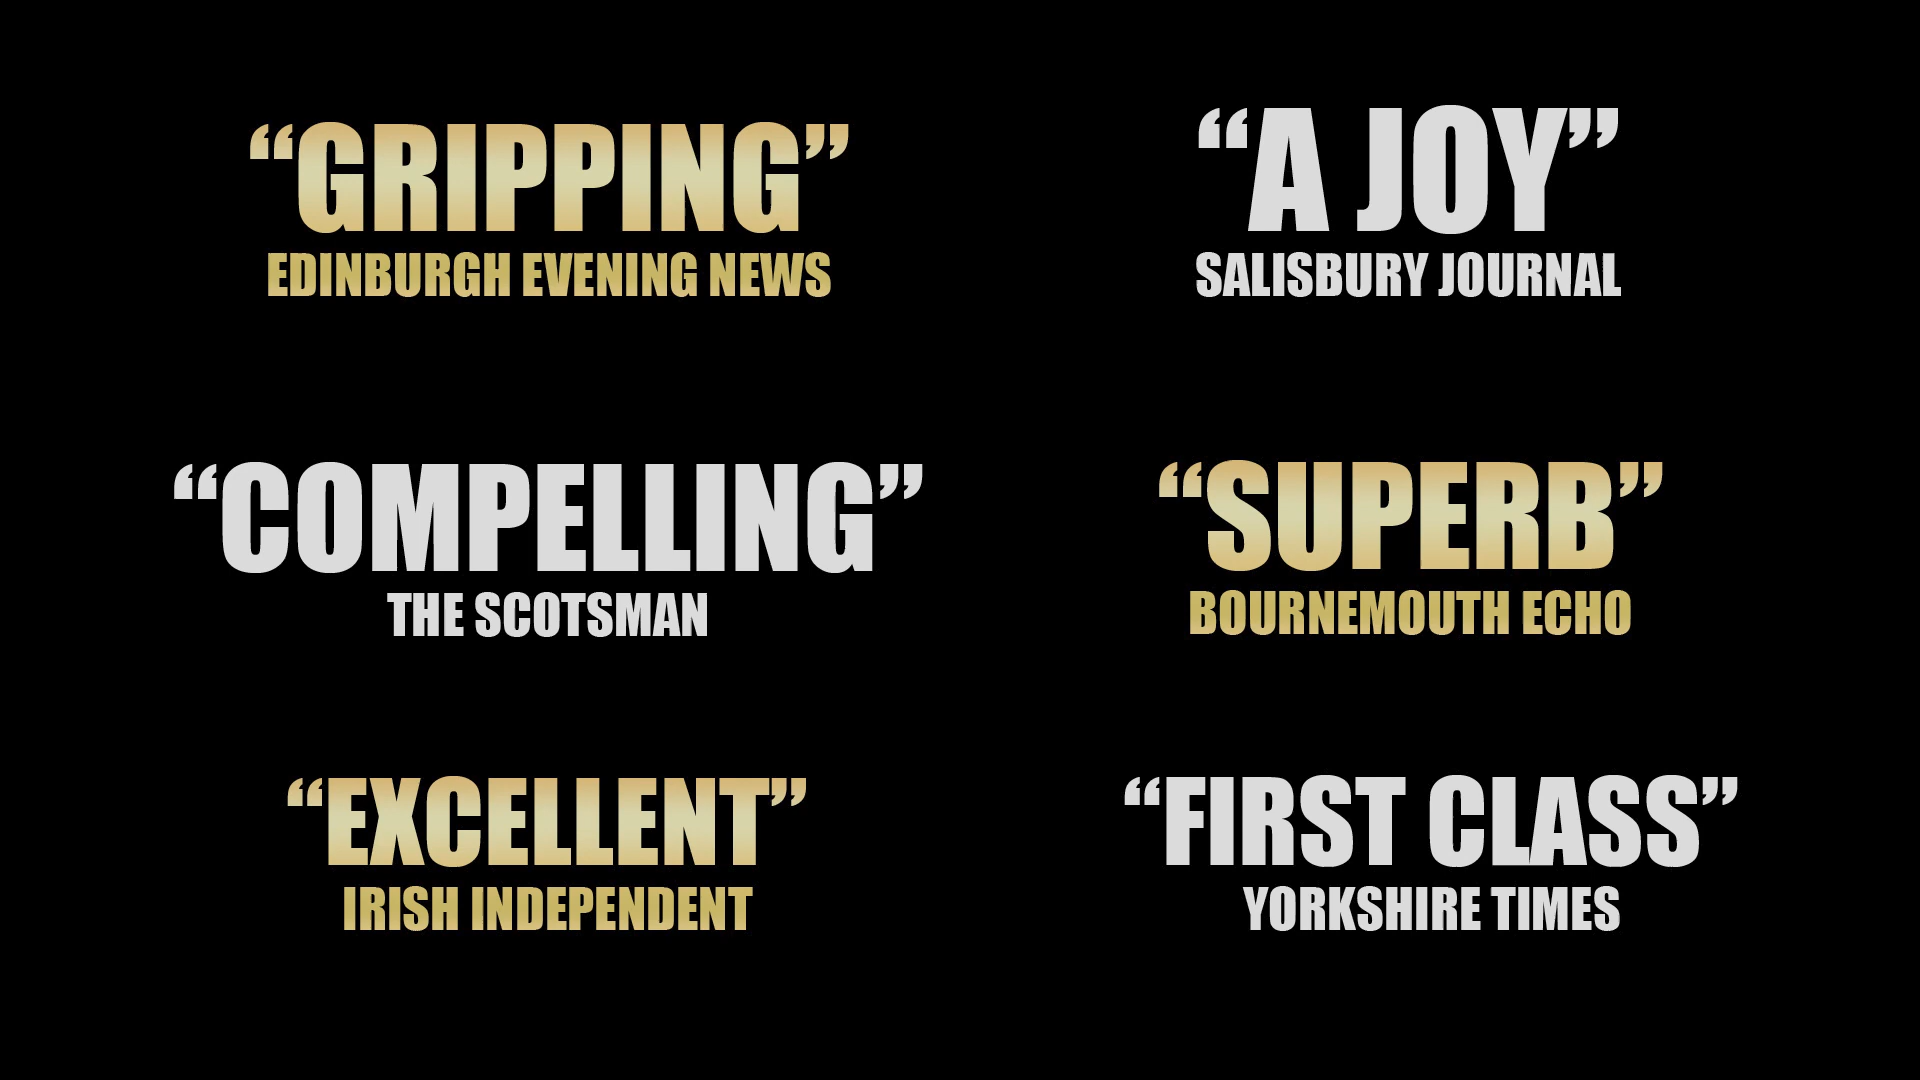 “GRIPPING”
EDINBURGH EVENING NEWS
“A JOY”
SALISBURY JOURNAL
“COMPELLING”
THE SCOTSMAN
“SUPERB”
BOURNEMOUTH ECHO
“EXCELLENT”
IRISH INDEPENDENT
“FIRST CLASS”
YORKSHIRE TIMES